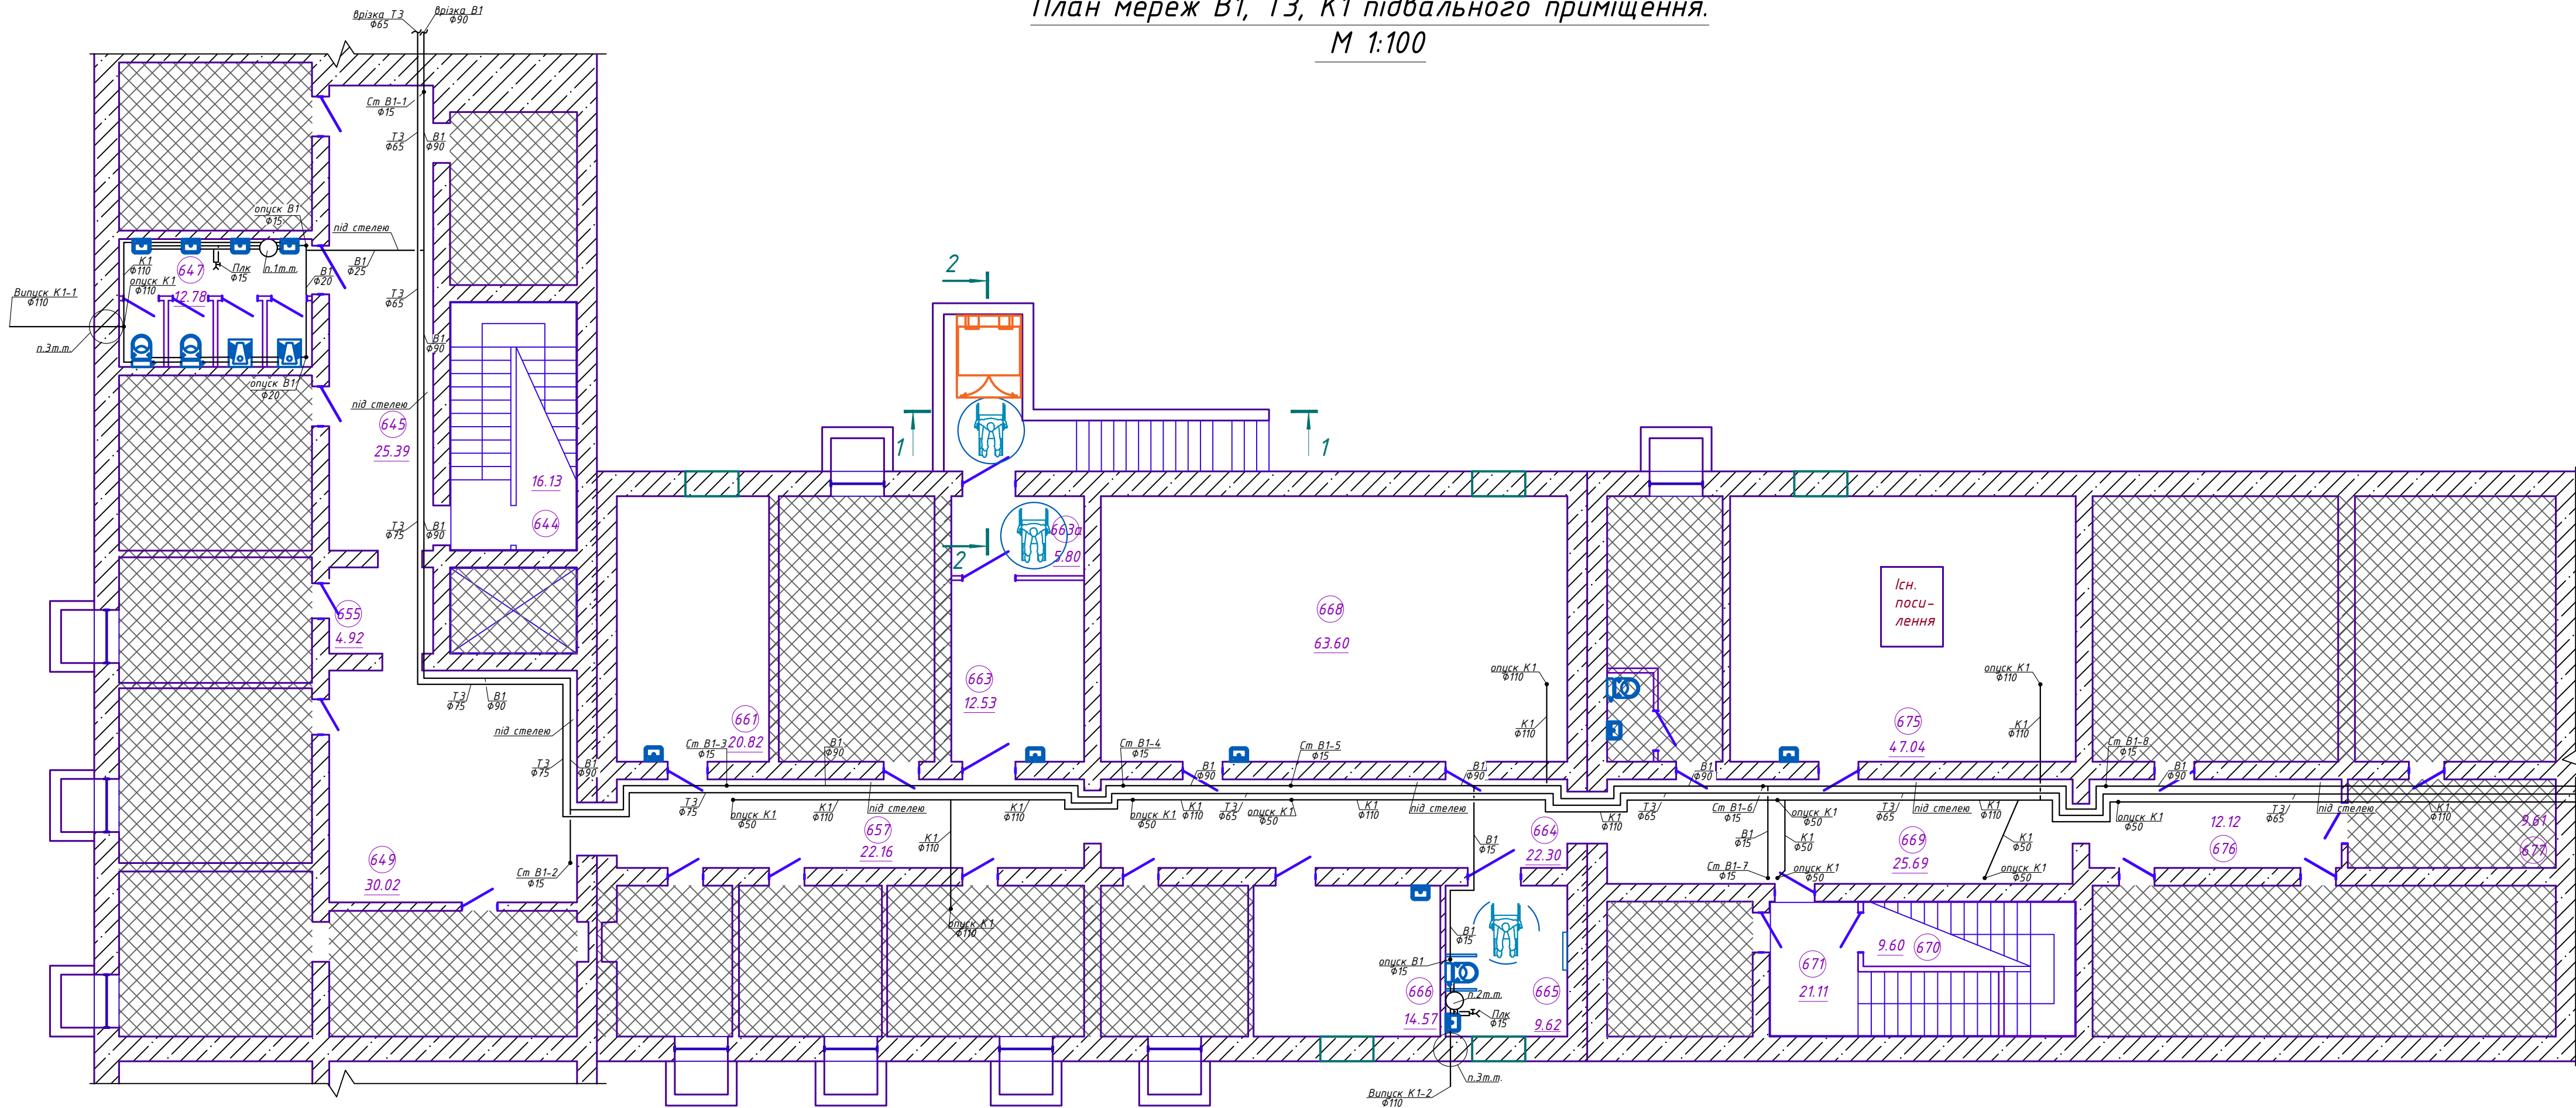 План мереж В1, Т3, К1 підвального приміщення.
М 1:100
врізка Т3
Ф65
врізка В1
Ф90
Ст В1-1
Ф15
Т3
Ф65
В1
Ф90
опуск В1
Ф15
під стелею
К1
Ф110
опуск К1
Ф110
647
12.78
Плк
Ф15
п.1т.т.
В1
Ф20
В1
Ф25
Випуск К1-1
Ф110
п.3т.т.
Т3
Ф65
В1
Ф90
опуск В1
Ф20
під стелею
645
25.39
16.13
644
Т3
Ф75
В1
Ф90
655
4.92
Т3
Ф75
В1
Ф90
під стелею
Т3
Ф75
В1
Ф90
649
30.02
Ст В1-2
Ф15
2
1
1
2
663а
5.80
663
12.53
661
20.82
668
63.60
Існ.
поси-
лення
675
47.04
опуск К1
Ф110
К1
Ф110
опуск К1
Ф110
К1
Ф110
Ст В1-3
Ф15
В1
Ф90
Ст В1-4
Ф15
В1
Ф90
Ст В1-5
Ф15
В1
Ф90
В1
Ф90
Ст В1-8
Ф15
В1
Ф90
Т3
Ф75
опуск К1
Ф50
К1
Ф110
під стелею
657
22.16
К1
Ф110
К1
Ф110
опуск К1
Ф50
К1
Ф110
Т3
Ф65
опуск К1
Ф50
К1
Ф110
під стелею
В1
Ф15
664
22.30
К1
Ф110
Т3
Ф65
Ст В1-6
Ф15
В1
Ф15
Ст В1-7
Ф15
опуск К1
Ф50
К1
Ф50
опуск К1
Ф50
Т3
Ф65
під стелею
669
25.69
К1
Ф110
К1
Ф50
опуск К1
Ф50
опуск К1
Ф50
12.12
676
Т3
Ф65
під стелею
К1
Ф110
9.61
677
опуск К1
Ф110
В1
Ф15
опуск В1
Ф15
666
14.57
п.2т.т.
Плк
Ф15
665
9.62
п.3т.т.
Випуск К1-2
Ф110
671
21.11
9.60
670